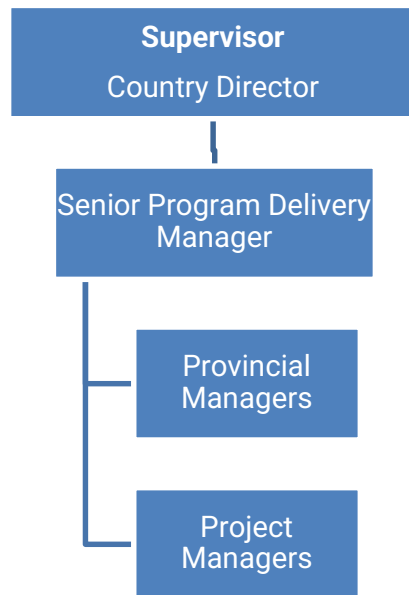 Supervisor
Country Director
Senior Program Delivery
Manager
Provincial
Managers
Project
Managers